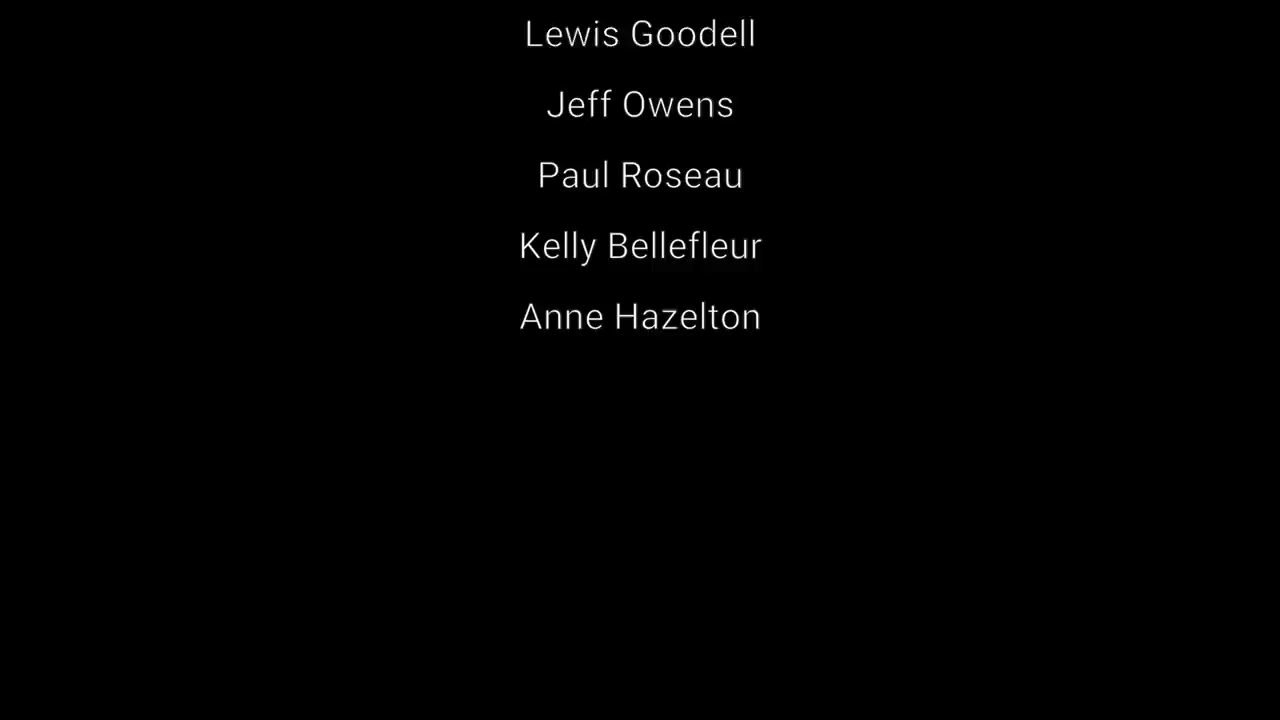 Lewis Goodell
Jeff Owens
Paul Roseau
Kelly Bellefleur
Anne Hazelton